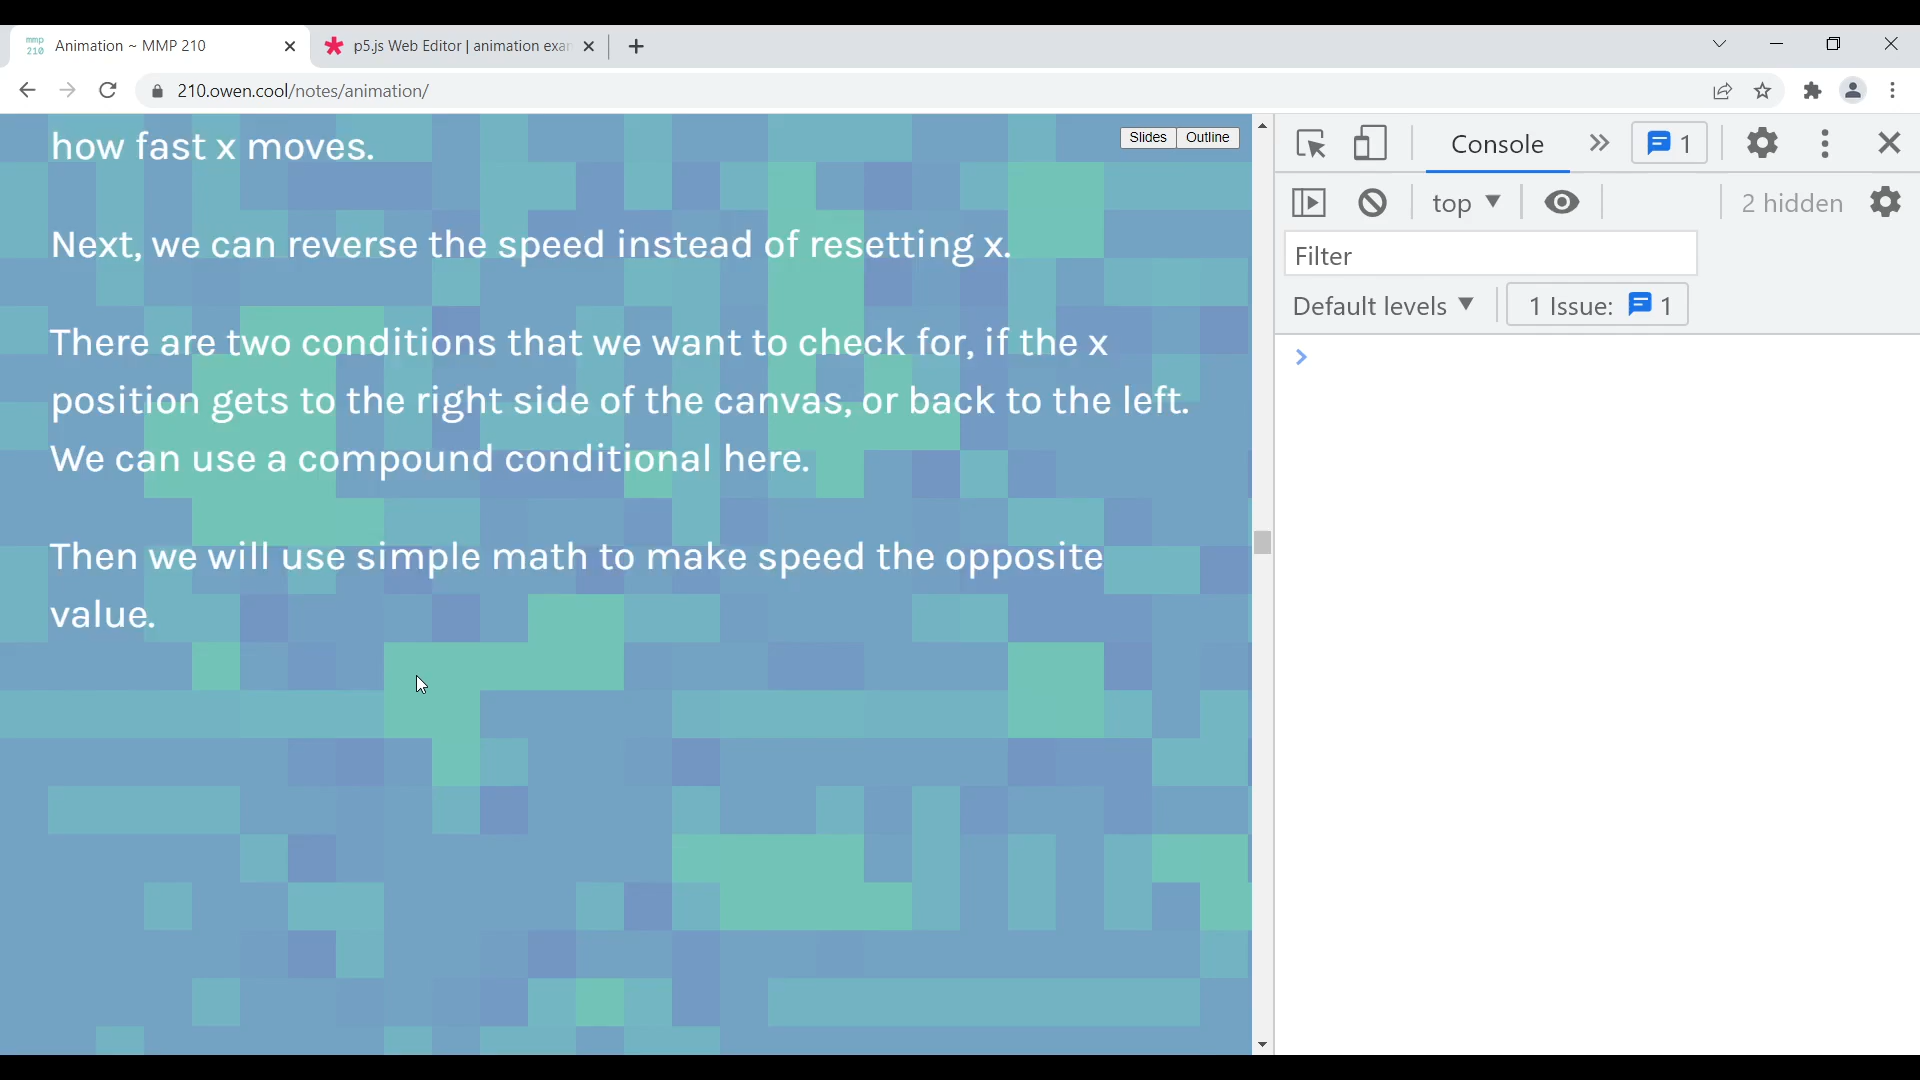 mmp
210
Animation ~ MMP 210
p5.js Web Editor | animation exa
210.owen.cool/notes/animation/
how fast x moves.
Slides
Outline
Next, we can reverse the speed instead of resetting x.
There are two conditions that we want to check for, if the x
position gets to the right side of the canvas, or back to the left.
We can use a compound conditional here.
Then we will use simple math to make speed the opposite
value.
Console
1
top
2 hidden
Filter
Default levels
1 Issue:
1